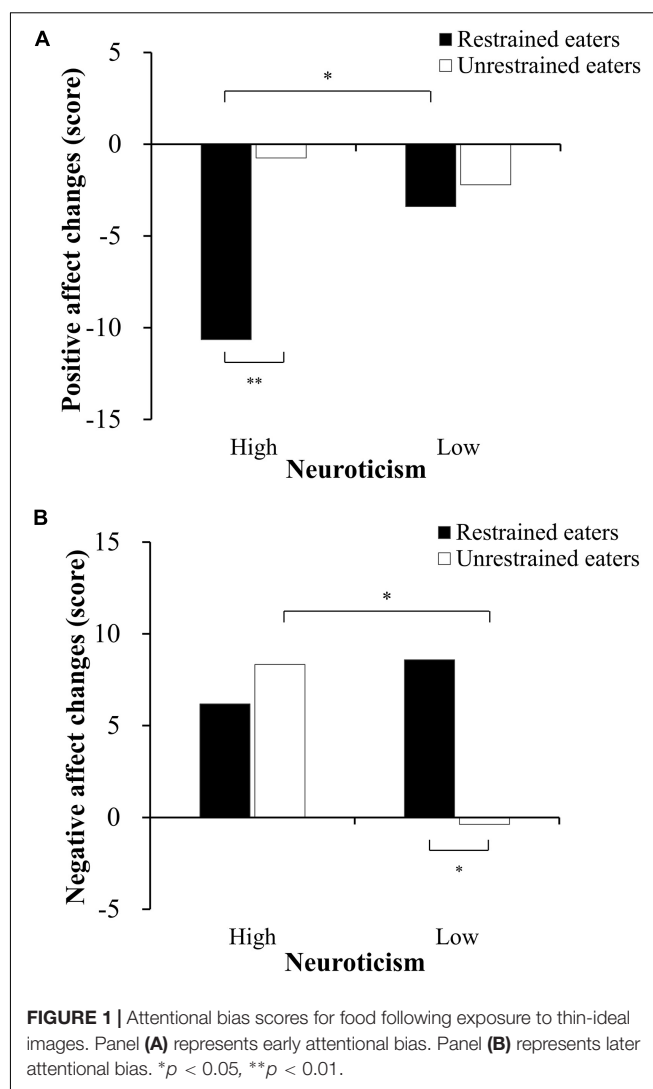 A
Restrained eaters
Unrestrained eaters
Positive affect changes (score)
5
0
-5
-10
-15
*
**
High
Low
Neuroticism
B
Restrained eaters
Unrestrained eaters
Negative affect changes (score)
15
10
5
0
-5
*
*
High
Low
Neuroticism
FIGURE 1 | Attentional bias scores for food following exposure to thin-ideal
images. Panel (A) represents early attentional bias. Panel (B) represents later
attentional bias. *p < 0.05, **p < 0.01.